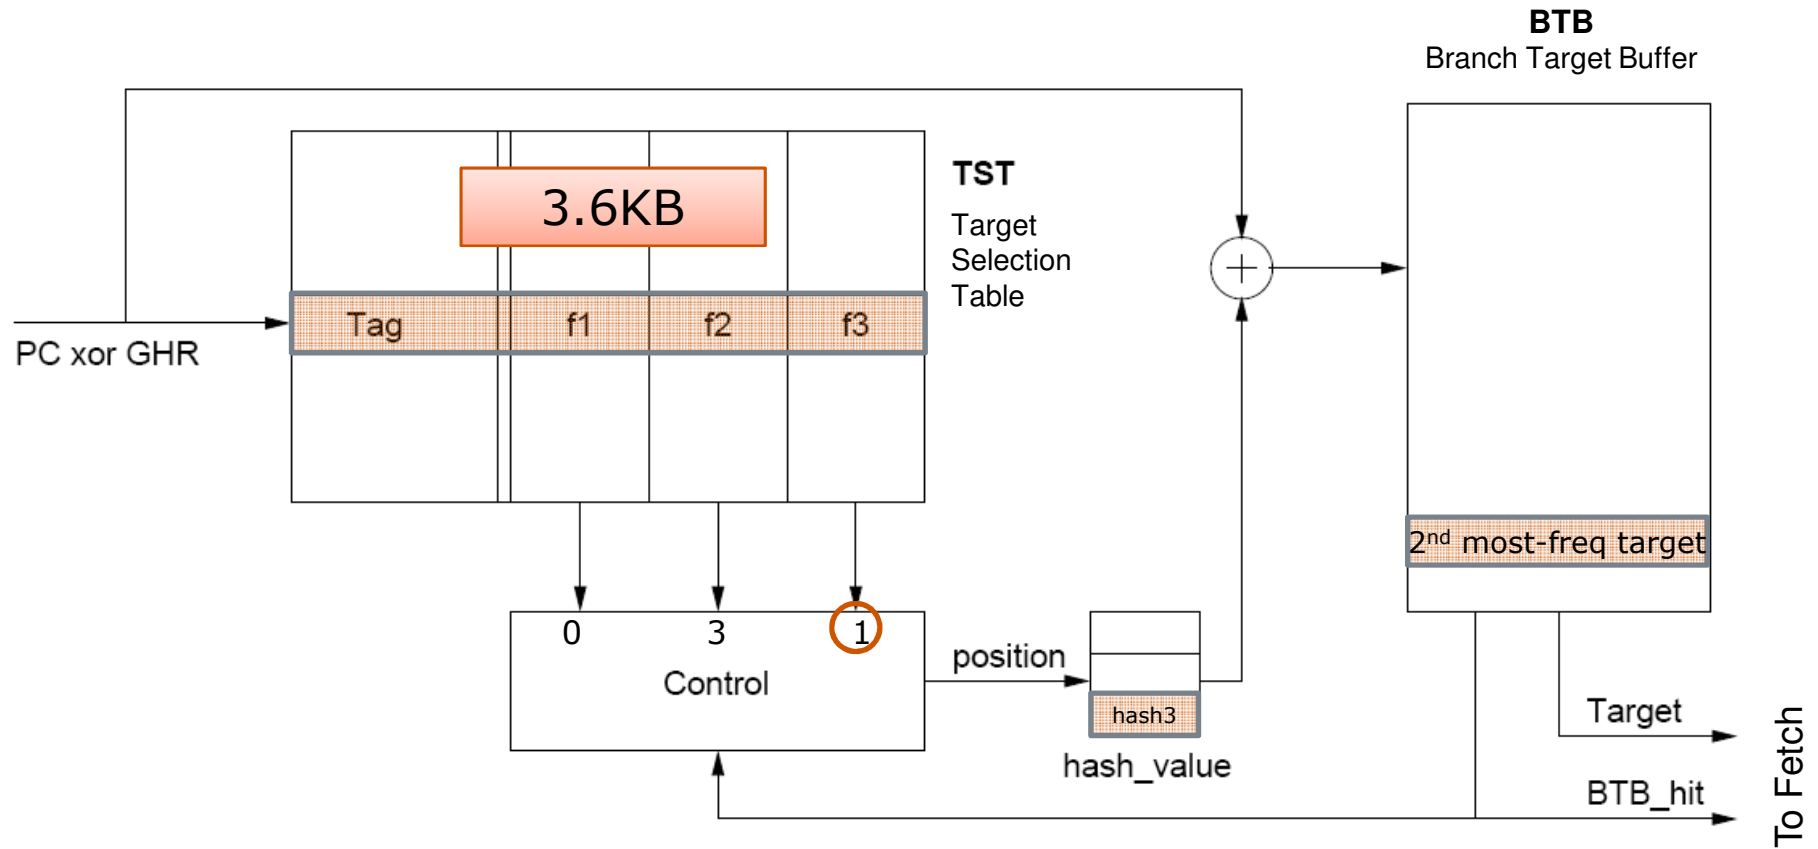 BTB
Branch Target Buffer
3.6KB
TST
Target
Selection
Table
Tag f1 f2 f3
PC xor GHR
2nd most-freq target
0 3 1
Control
position
hash3
hash_value
Target
BTB_hit
To Fetch